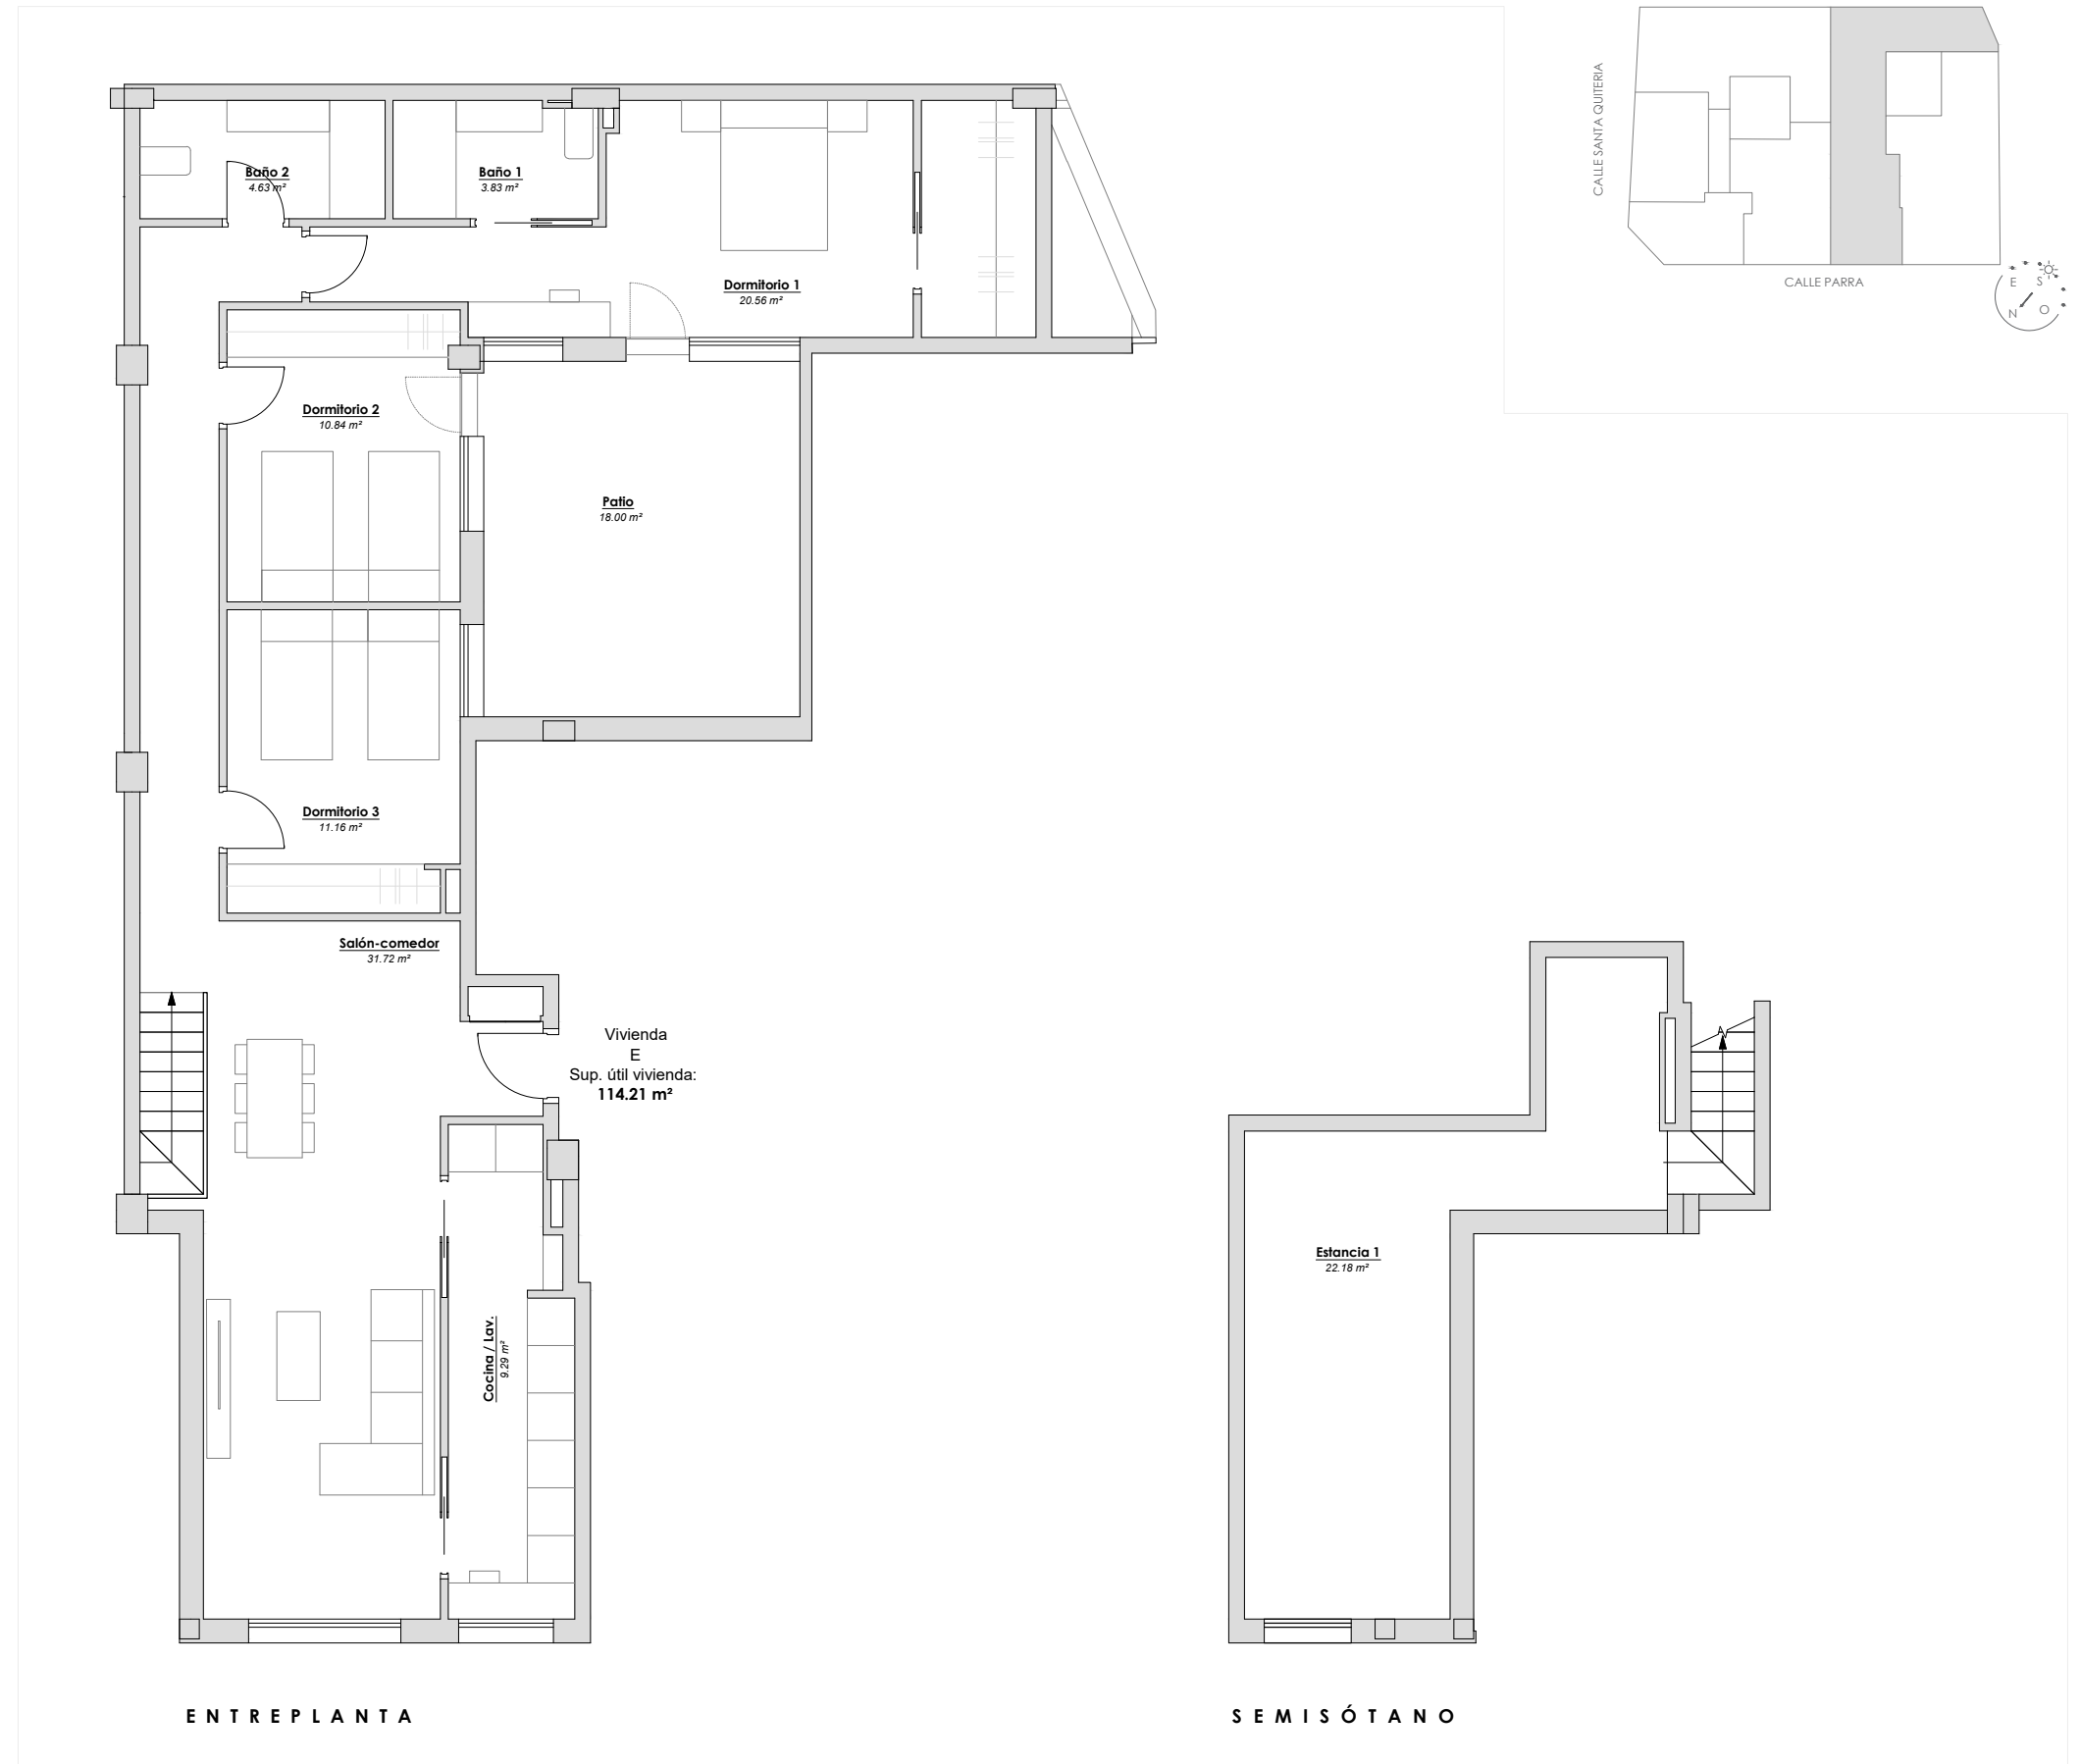 CALLE SANTA QUITERIA
CALLE PARRA
E
S
N
O
Baño 2
4.63 m²
Baño 1
3.83 m²
Dormitorio 1
20.56 m²
Dormitorio 2
10.84 m²
Patio
18.00 m²
Dormitorio 3
11.16 m²
Salón-comedor
31.72 m²
Vivienda
E
Sup. útil vivienda:
114.21 m²
Cocina / Lav.
9.29 m²
Estancia 1
22.18 m²
ENTREPLANTA
SEMISÓTANO